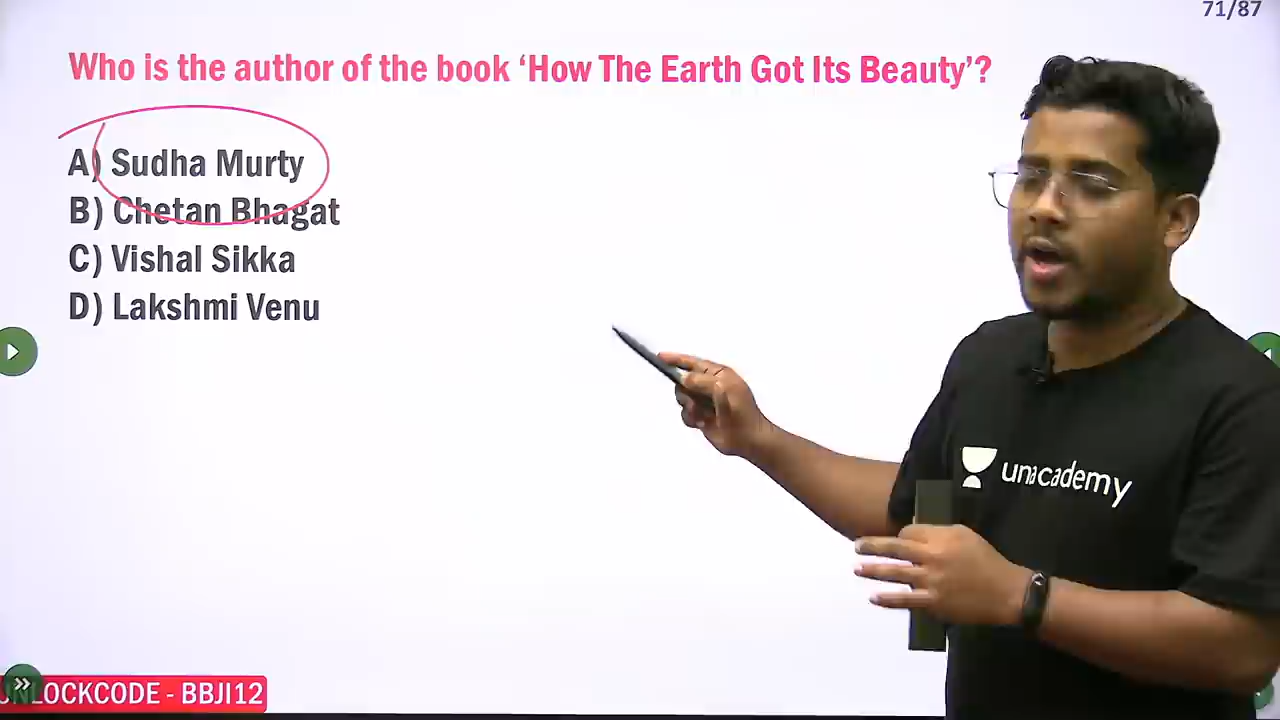 71/87
Who is the author of the book ‘How The Earth Got Its Beauty’?
A) Sudha Murty
B) Chetan Bhagat
C) Vishal Sikka
D) Lakshmi Venu
unacademy
UNLOCKCODE - BBJI12